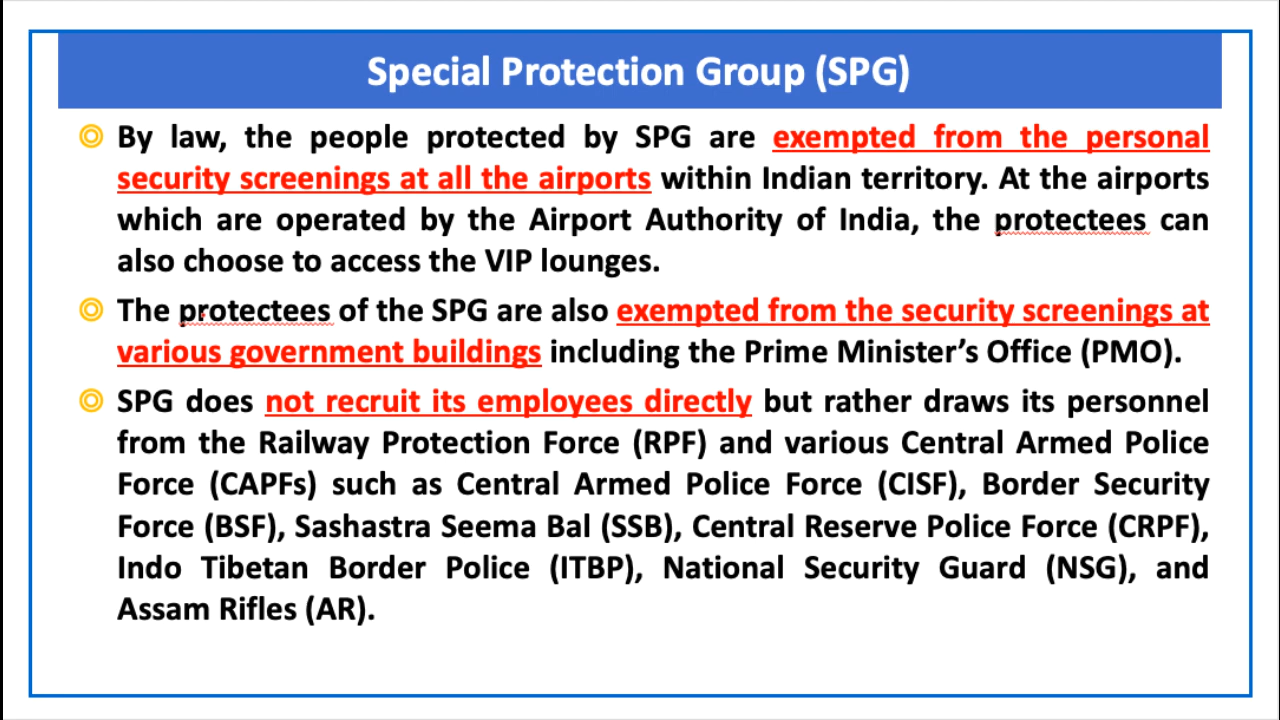 Special Protection Group (SPG)
By law, the people protected by SPG are exempted from the personal
security screenings at all the airports within Indian territory. At the airports
which are operated by the Airport Authority of India, the protectees can
also choose to access the VIP lounges.
The protectees of the SPG are also exempted from the security screenings at
various government buildings including the Prime Minister’s Office (PMO).
SPG does not recruit its employees directly but rather draws its personnel
from the Railway Protection Force (RPF) and various Central Armed Police
Force (CAPFs) such as Central Armed Police Force (CISF), Border Security
Force (BSF), Sashastra Seema Bal (SSB), Central Reserve Police Force (CRPF),
Indo Tibetan Border Police (ITBP), National Security Guard (NSG), and
Assam Rifles (AR).